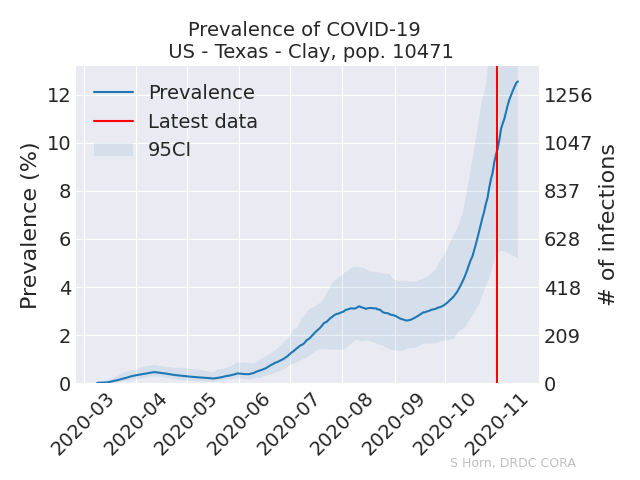 Prevalence of COVID-19
US - Texas - Clay, pop. 10471
Prevalence
Latest data
95CI
Prevalence (%)
12
10
8
6
4
2
0
1256
1047
837
628
418
209
0
# of infections
2020-03
2020-04
2020-05
2020-06
2020-07
2020-08
2020-09
2020-10
2020-11
S Horn, DRDC CORA